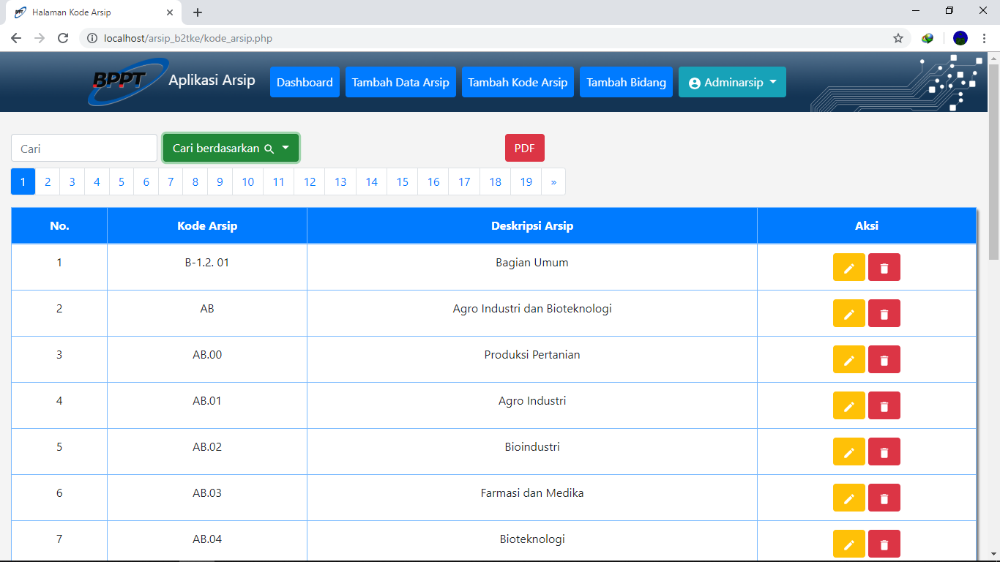 Halaman Kode Arsip
localhost/arsip_b2tke/kode_arsip.php
BPPT Aplikasi Arsip Dashboard Tambah Data Arsip Tambah Kode Arsip Tambah Bidang Adminarsip
Cari Cari berdasarkan PDF
1 2 3 4 5 6 7 8 9 10 11 12 13 14 15 16 17 18 19 »
No. Kode Arsip Deskripsi Arsip Aksi
1 B-1.2. 01 Bagian Umum
2 AB Agro Industri dan Bioteknologi
3 AB.00 Produksi Pertanian
4 AB.01 Agro Industri
5 AB.02 Bioindustri
6 AB.03 Farmasi dan Medika
7 AB.04 Bioteknologi